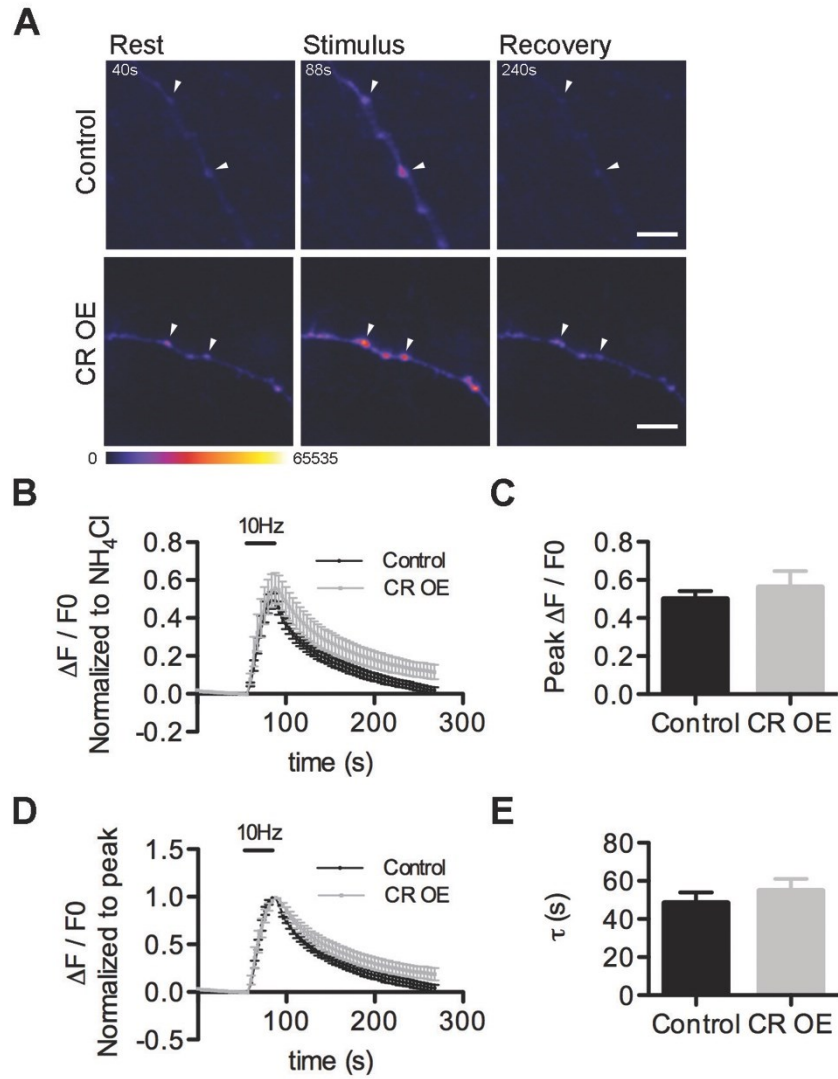 A
Rest Stimulus Recovery
Control
40s 88s 240s
CR OE
0 65535
B
10Hz
Control
CR OE
ΔF / F0
Normalized to NH₄Cl
0.8
0.6
0.4
0.2
0.0
-0.2
100 200 300
time (s)
C
Peak ΔF / F0
0.8
0.6
0.4
0.2
0.0
Control CR OE
D
10Hz
Control
CR OE
ΔF / F0
Normalized to peak
1.5
1.0
0.5
0.0
-0.5
100 200 300
time (s)
E
τ (s)
80
60
40
20
0
Control CR OE